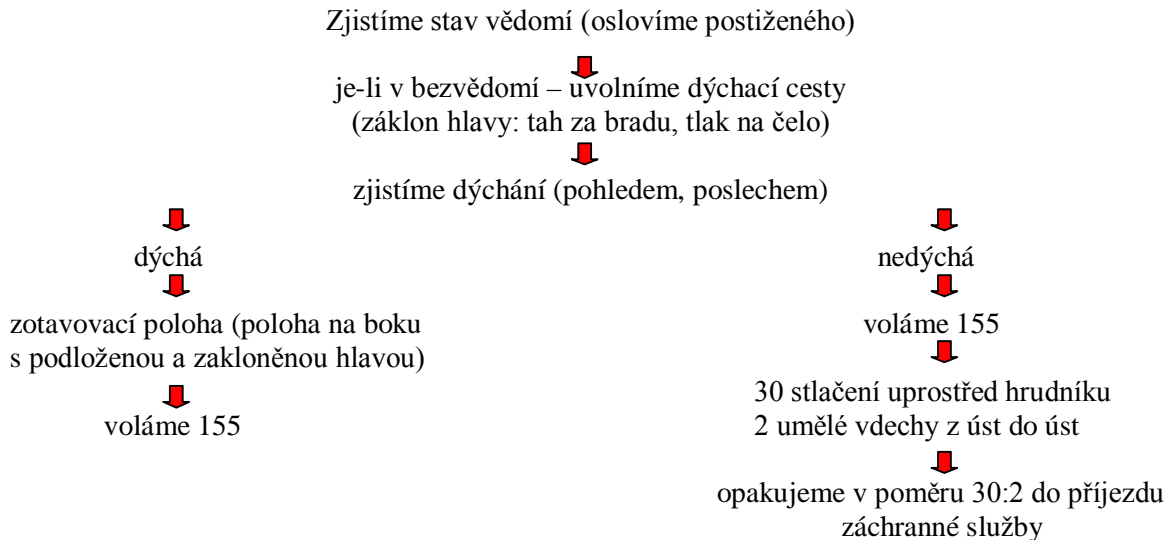 Zjistíme stav vědomí (oslovíme postiženého)
je-li v bezvědomí – uvolníme dýchací cesty
(záklon hlavy: tah za bradu, tlak na čelo)
zjistíme dýchání (pohledem, poslechem)
dýchá
zotavovací poloha (poloha na boku
s podloženou a zakloněnou hlavou)
voláme 155
nedýchá
voláme 155
30 stlačení uprostřed hrudníku
2 umělé vdechy z úst do úst
opakujeme v poměru 30:2 do příjezdu
záchranné služby